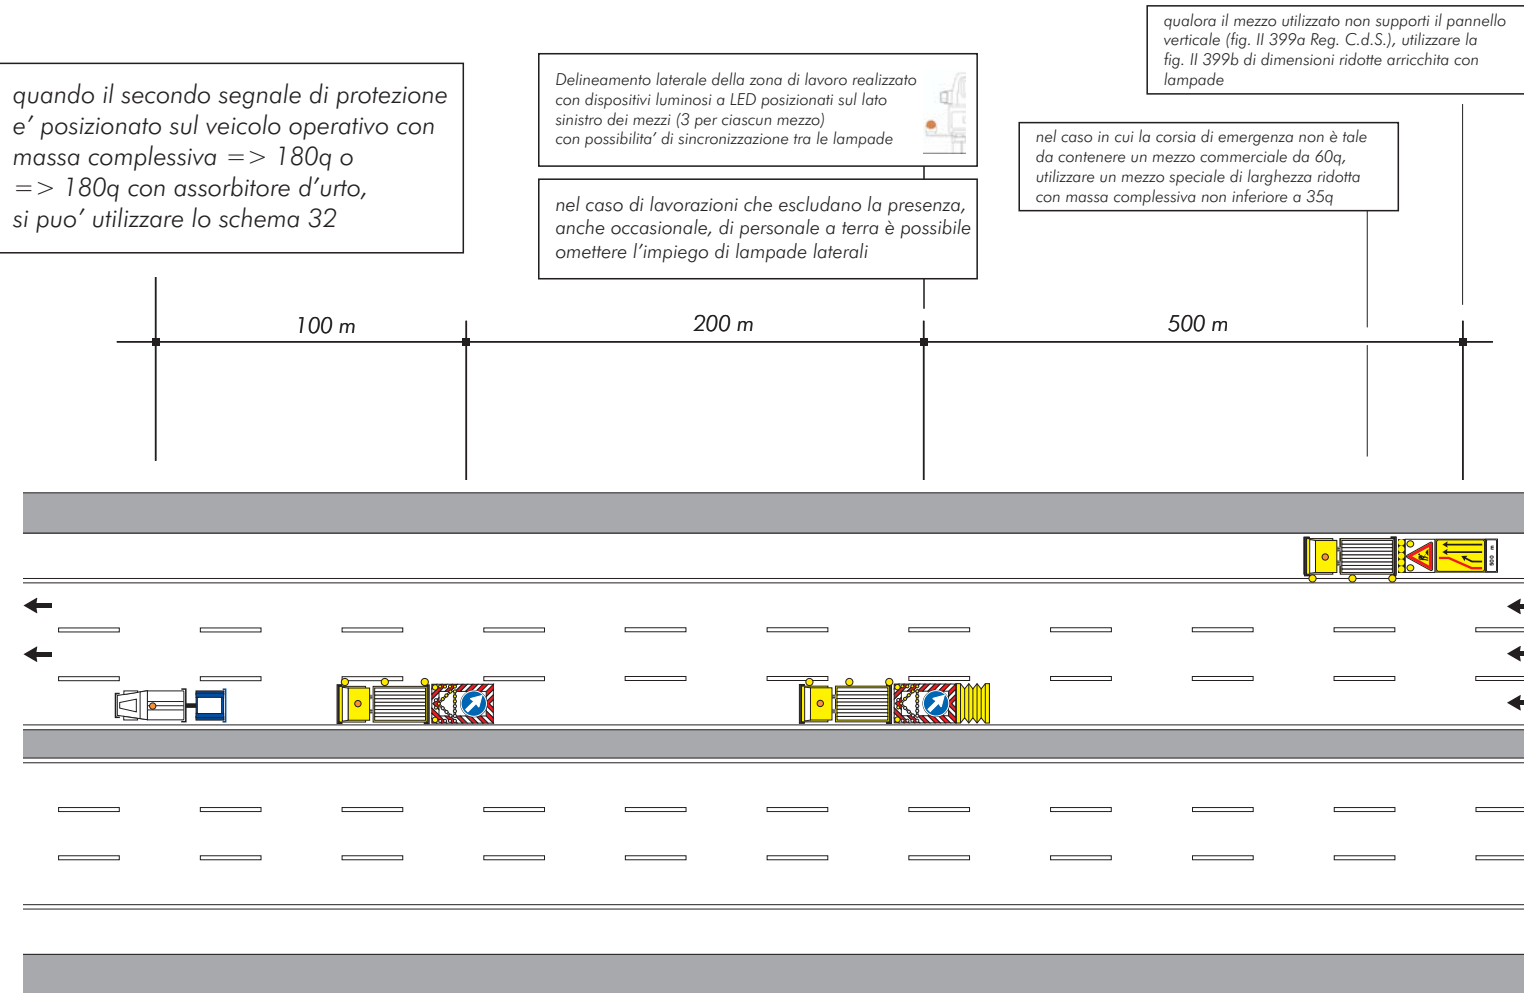 qualora il mezzo utilizzato non supporti il pannello
verticale (fig. II 399a Reg. C.d.S.), utilizzare la
fig. II 399b di dimensioni ridotte arricchita con
lampade
quando il secondo segnale di protezione
e' posizionato sul veicolo operativo con
massa complessiva => 180q o
=> 180q con assorbitore d'urto,
si puo' utilizzare lo schema 32
Delineamento laterale della zona di lavoro realizzato
con dispositivi luminosi a LED posizionati sul lato
sinistro dei mezzi (3 per ciascun mezzo)
con possibilita' di sincronizzazione tra le lampade
nel caso in cui la corsia di emergenza non è tale
da contenere un mezzo commerciale da 60q,
utilizzare un mezzo speciale di larghezza ridotta
con massa complessiva non inferiore a 35q
nel caso di lavorazioni che escludano la presenza,
anche occasionale, di personale a terra è possibile
omettere l'impiego di lampade laterali
100 m
200 m
500 m
500 m